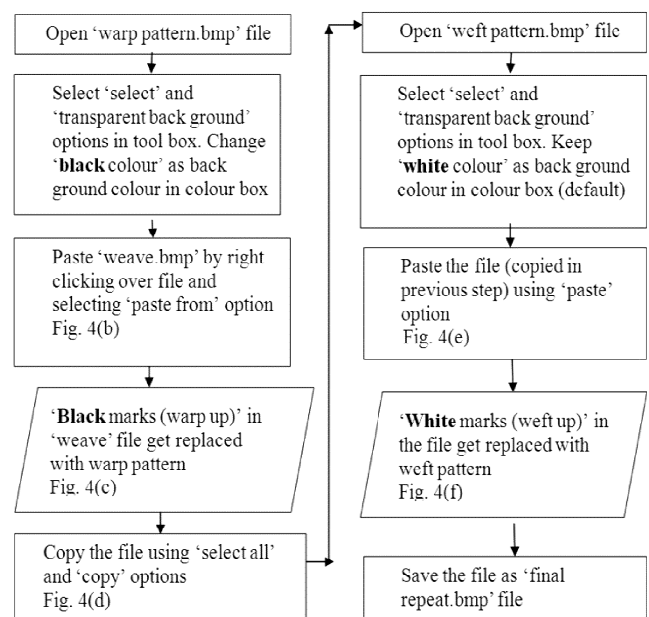 Open ‘warp pattern.bmp’ file
Select ‘select’ and
‘transparent back ground’
options in tool box. Change
‘black colour’ as back
ground colour in colour box
Paste ‘weave.bmp’ by right
clicking over file and
selecting ‘paste from’ option
Fig. 4(b)
‘Black marks (warp up)’ in
‘weave’ file get replaced
with warp pattern
Fig. 4(c)
Copy the file using ‘select all’
and ‘copy’ options
Fig. 4(d)
Open ‘weft pattern.bmp’ file
Select ‘select’ and
‘transparent back ground’
options in tool box. Keep
‘white colour’ as back ground
colour in colour box (default)
Paste the file (copied in
previous step) using ‘paste’
option
Fig. 4(e)
‘White marks (weft up)’ in
the file get replaced with
weft pattern
Fig. 4(f)
Save the file as ‘final
repeat.bmp’ file